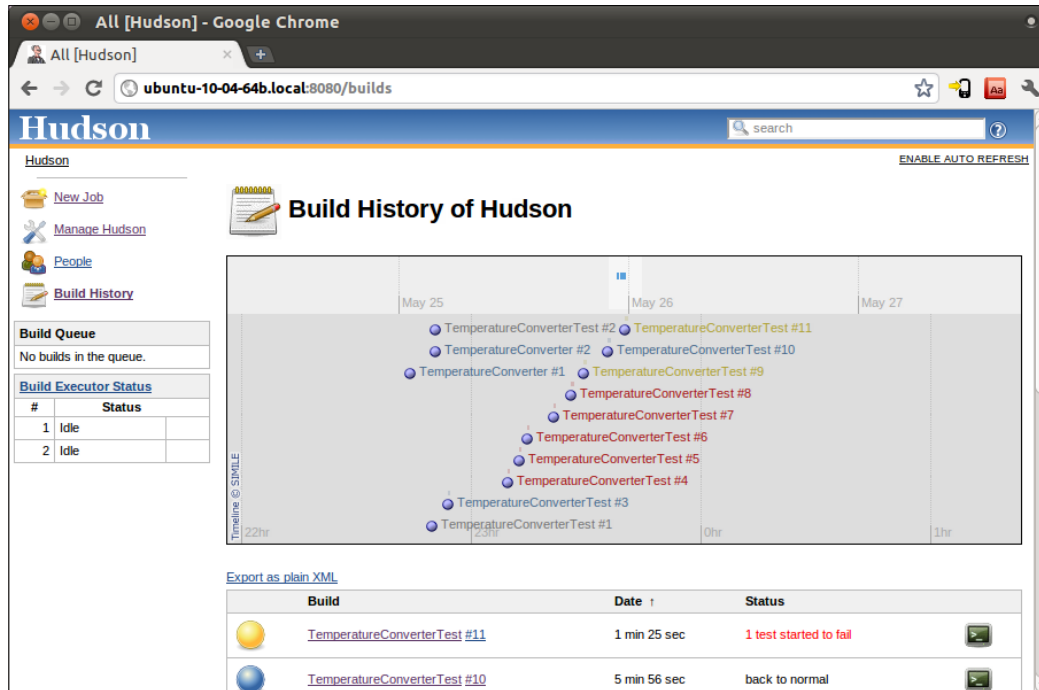 All [Hudson] - Google Chrome
All [Hudson]
ubuntu-10-04-64b.local:8080/builds
Aa
Hudson
search
?
Hudson
ENABLE AUTO REFRESH
New Job
Manage Hudson
People
Build History
Build Queue
No builds in the queue.
Build Executor Status
# Status
1 Idle
2 Idle
Build History of Hudson
May 25 May 26 May 27
TemperatureConverterTest #2 TemperatureConverterTest #11
TemperatureConverter #2 TemperatureConverterTest #10
TemperatureConverter #1 TemperatureConverterTest #9
TemperatureConverterTest #8
TemperatureConverterTest #7
TemperatureConverterTest #6
TemperatureConverterTest #5
TemperatureConverterTest #4
TemperatureConverterTest #3
TemperatureConverterTest #1
22hr 23hr 0hr 1hr
Timeline © SIMILE
Export as plain XML
Build Date ↑ Status
TemperatureConverterTest #11 1 min 25 sec 1 test started to fail
TemperatureConverterTest #10 5 min 56 sec back to normal